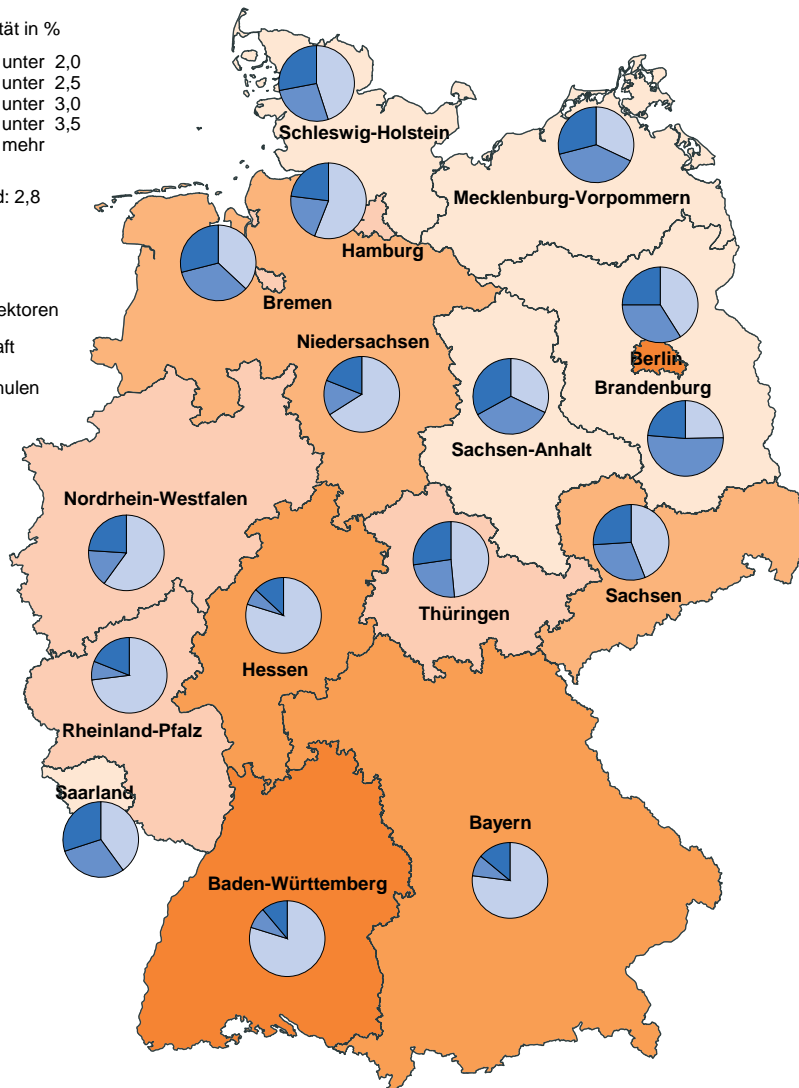 tät in %
unter 2,0
unter 2,5
unter 3,0
unter 3,5
mehr
d: 2,8
ektoren
aft
hulen
Schleswig-Holstein
Mecklenburg-Vorpommern
Hamburg
Bremen
Niedersachsen
Berlin
Brandenburg
Sachsen-Anhalt
Nordrhein-Westfalen
Sachsen
Thüringen
Hessen
Rheinland-Pfalz
Saarland
Bayern
Baden-Württemberg